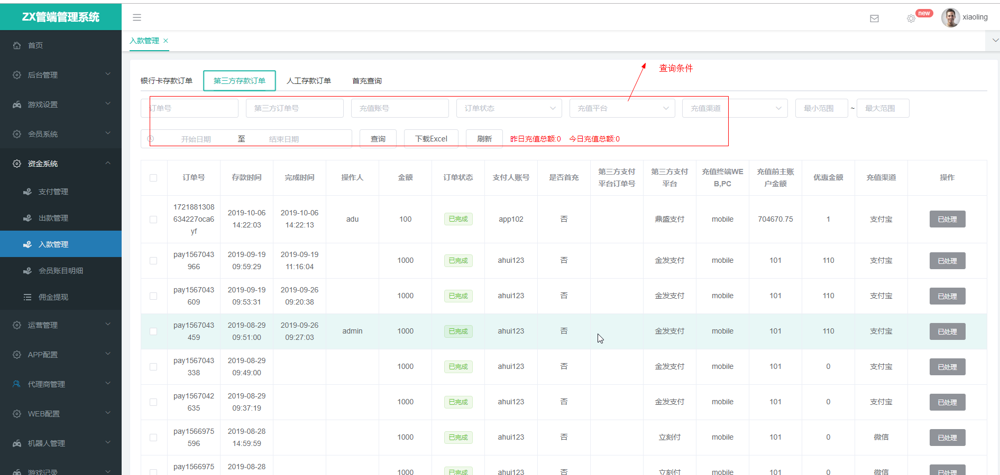 ZX管端管理系统
new
xiaoling
首页
后台管理
游戏设置
会员系统
资金系统
支付管理
出款管理
入款管理
会员账目明细
佣金提现
运营管理
APP配置
代理商管理
WEB配置
机器人管理
游戏记录
入款管理 ×
查询条件
银行卡存款订单 第三方存款订单 人工存款订单 首充查询
订单号 第三方订单号 充值账号 订单状态 充值平台 充值渠道 最小范围 ~ 最大范围
开始日期 至 结束日期 查询 下载Excel 刷新 昨日充值总额:0 今日充值总额:0
订单号 存款时间 完成时间 操作人 金额 订单状态 支付人账号 是否首充 第三方支付平台订单号 第三方支付平台 充值终端WEB,PC 充值前主账户金额 优惠金额 充值渠道 操作
1721881308634227oca6yf 2019-10-06 14:22:03 2019-10-06 14:22:13 adu 100 已完成 app102 否 鼎盛支付 mobile 704670.75 1 支付宝 已处理
pay1567043966 2019-09-19 09:59:29 2019-09-19 11:16:04 1000 已完成 ahui123 否 金发支付 mobile 101 110 支付宝 已处理
pay1567043609 2019-09-19 09:53:31 2019-09-26 09:20:38 1000 已完成 ahui123 否 金发支付 mobile 101 110 支付宝 已处理
pay1567043459 2019-08-29 09:51:00 2019-09-26 09:27:03 admin 1000 已完成 ahui123 否 金发支付 mobile 101 110 支付宝 已处理
pay1567043338 2019-08-29 09:49:00 1000 已完成 ahui123 否 金发支付 mobile 101 0 支付宝 已处理
pay1567042635 2019-08-29 09:37:19 1000 已完成 ahui123 否 金发支付 mobile 101 0 支付宝 已处理
pay1566975596 2019-08-28 14:59:59 1000 已完成 ahui123 否 立刻付 mobile 101 0 微信 已处理
pay1566975 2019-08-28 1000 已完成 ahui123 否 立刻付 mobile 101 0 微信 已处理